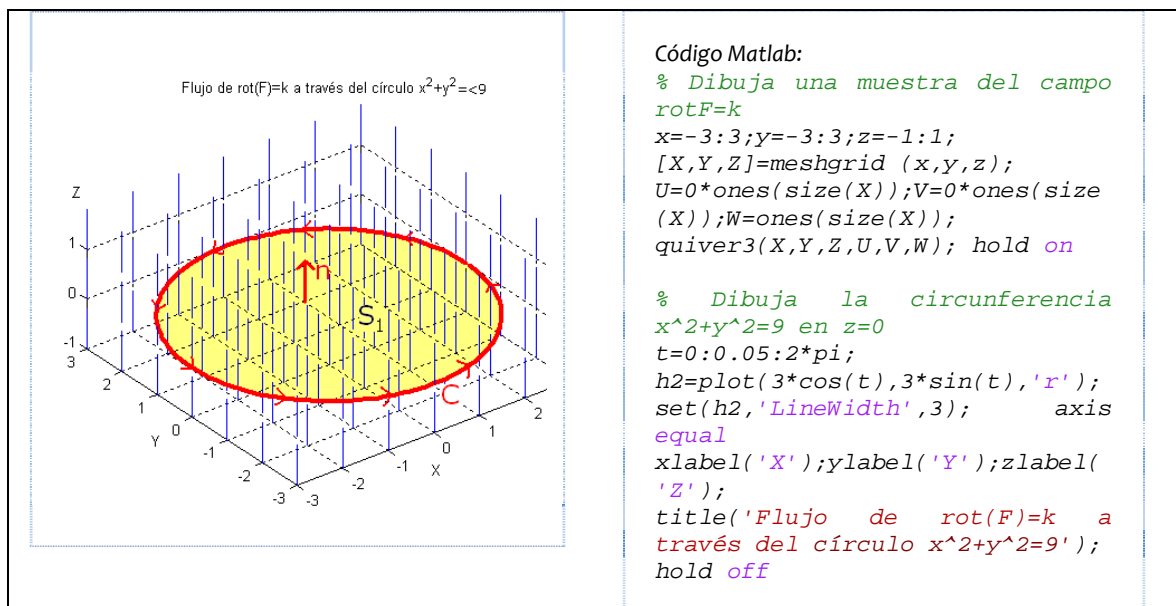 Flujo de rot(F)=k a través del círculo x²+y²=<9
Z
1
0
-1
3
2
1
0
-1
-2
-3
Y
-3
-2
-1
0
1
2
X
n
S₁
C
Código Matlab:
% Dibuja una muestra del campo
rotF=k
x=-3:3;y=-3:3;z=-1:1;
[X,Y,Z]=meshgrid (x,y,z);
U=0*ones(size(X));V=0*ones(size
(X));W=ones(size(X));
quiver3(X,Y,Z,U,V,W); hold on
% Dibuja la circunferencia
x^2+y^2=9 en z=0
t=0:0.05:2*pi;
h2=plot(3*cos(t),3*sin(t),'r');
set(h2,'LineWidth',3); axis
equal
xlabel('X');ylabel('Y');zlabel(
'Z');
title('Flujo de rot(F)=k a
través del círculo x^2+y^2=9');
hold off